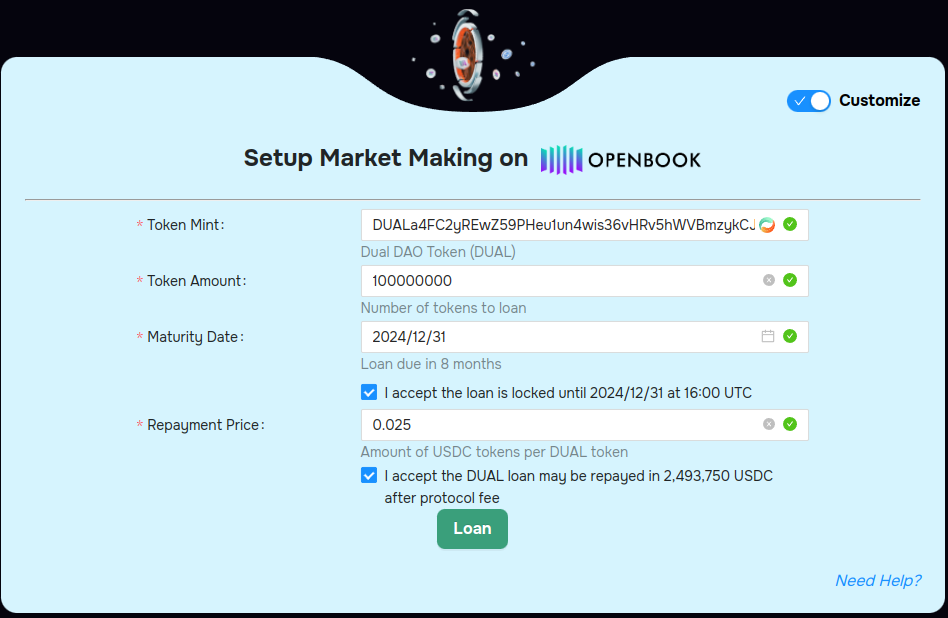 Customize
Setup Market Making on OPENBOOK
* Token Mint: DUALa4FC2yREwZ59PHeu1un4wis36vHRv5hWVBmzykCJ
Dual DAO Token (DUAL)
* Token Amount: 100000000
Number of tokens to loan
* Maturity Date: 2024/12/31
Loan due in 8 months
I accept the loan is locked until 2024/12/31 at 16:00 UTC
* Repayment Price: 0.025
Amount of USDC tokens per DUAL token
I accept the DUAL loan may be repayed in 2,493,750 USDC
after protocol fee
Loan
Need Help?